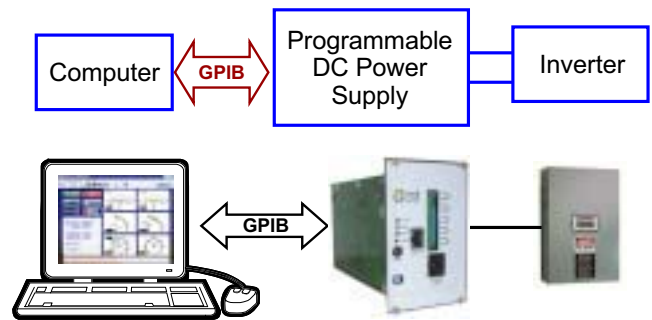 Computer
GPIB
Programmable
DC Power
Supply
Inverter
GPIB